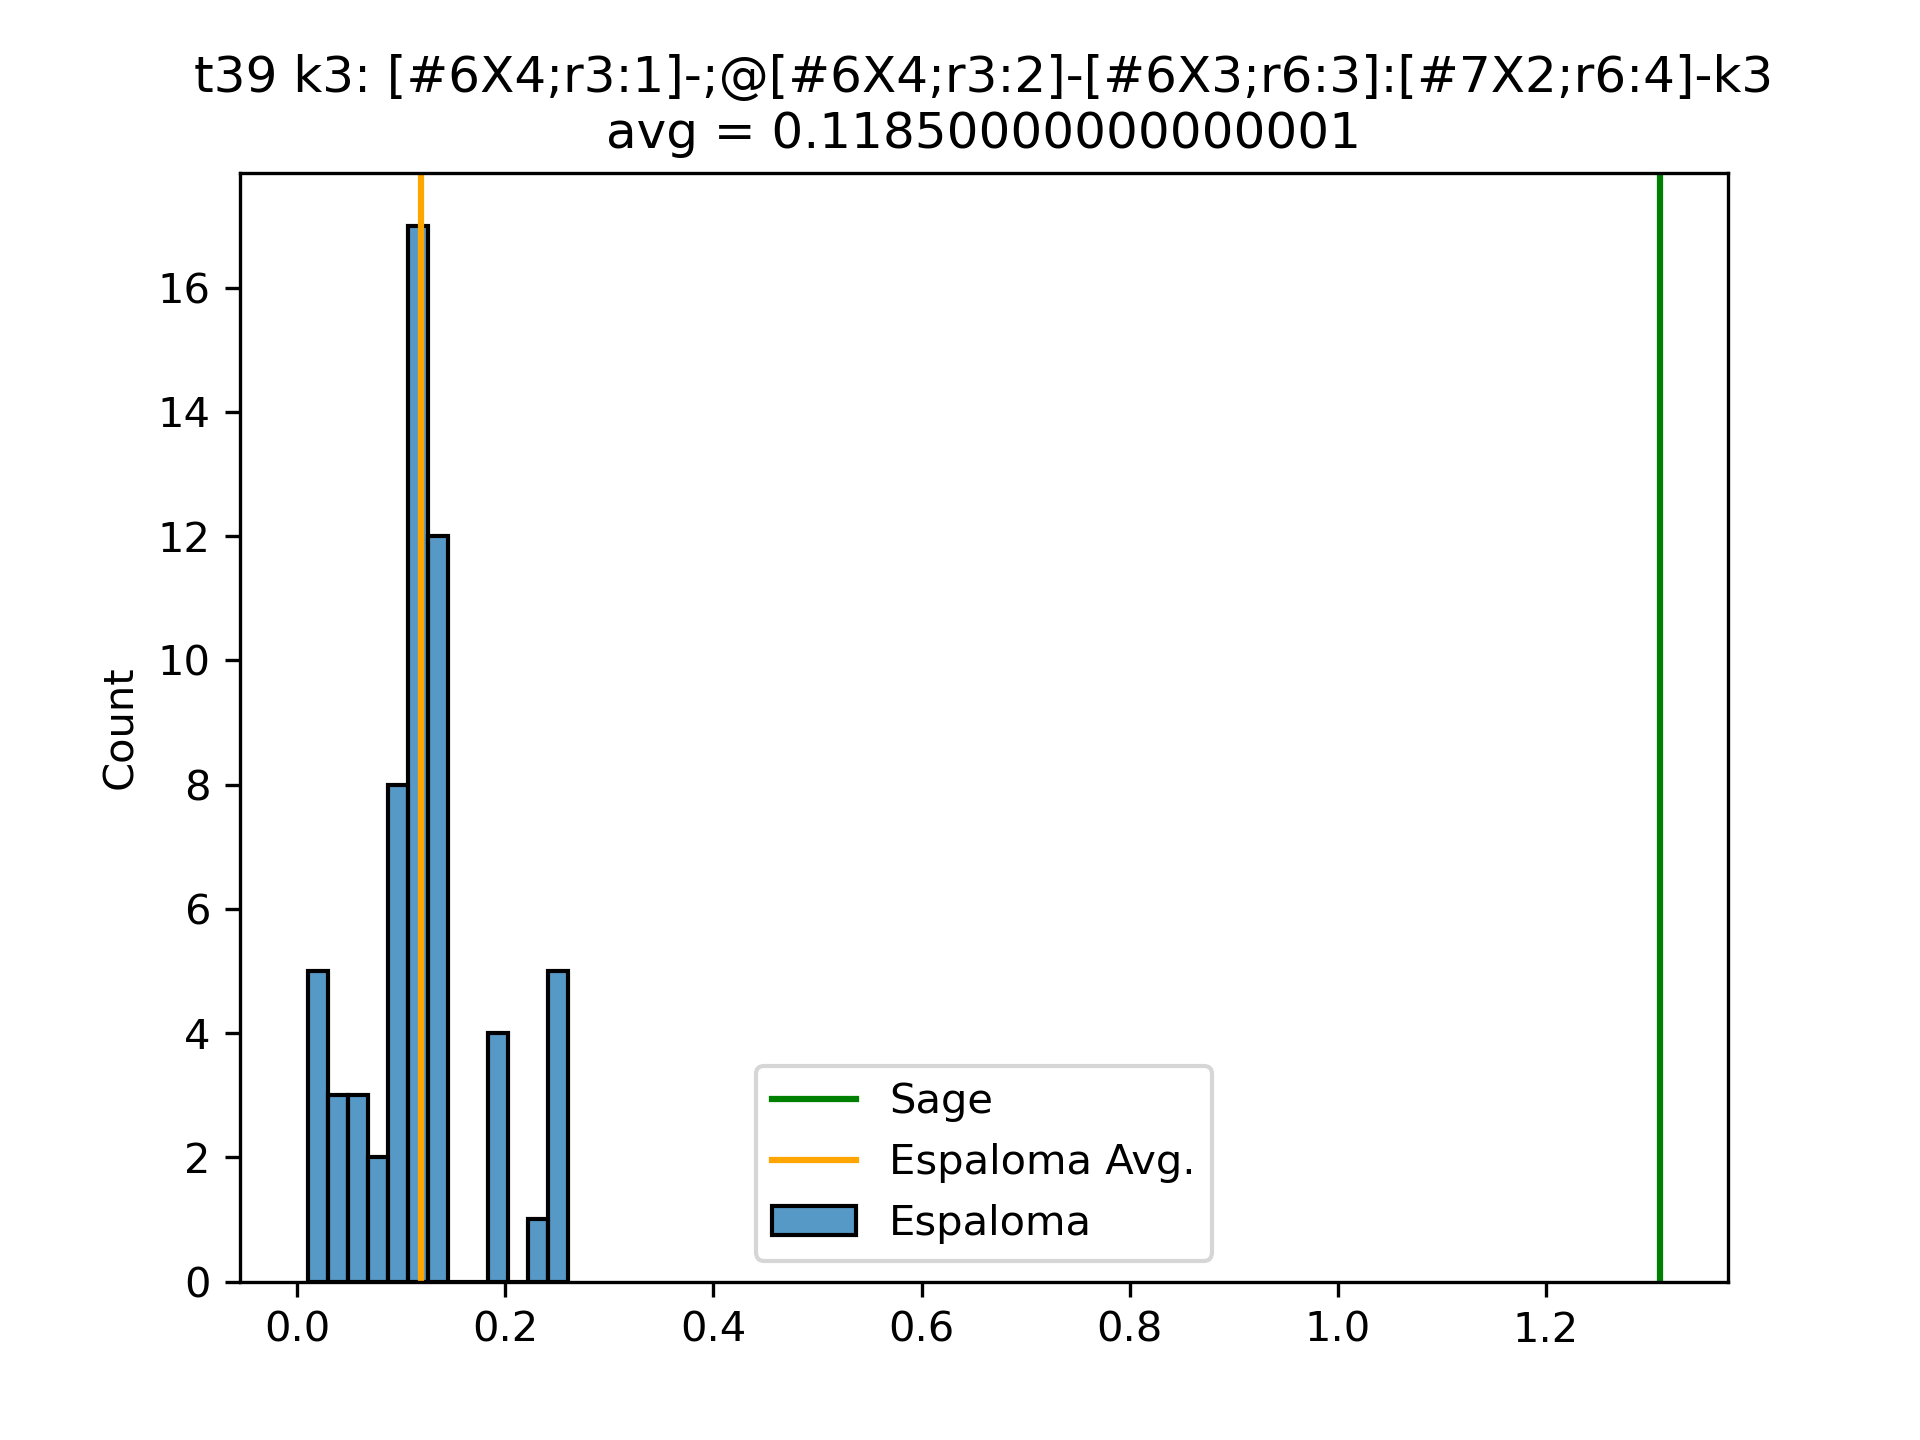 t39 k3: [#6X4;r3:1]-;@[#6X4;r3:2]-[#6X3;r6:3]:[#7X2;r6:4]-k3
avg = 0.11850000000000001
16
14
12
10
8
6
4
2
0
Count
Sage
Espaloma Avg.
Espaloma
0.0 0.2 0.4 0.6 0.8 1.0 1.2